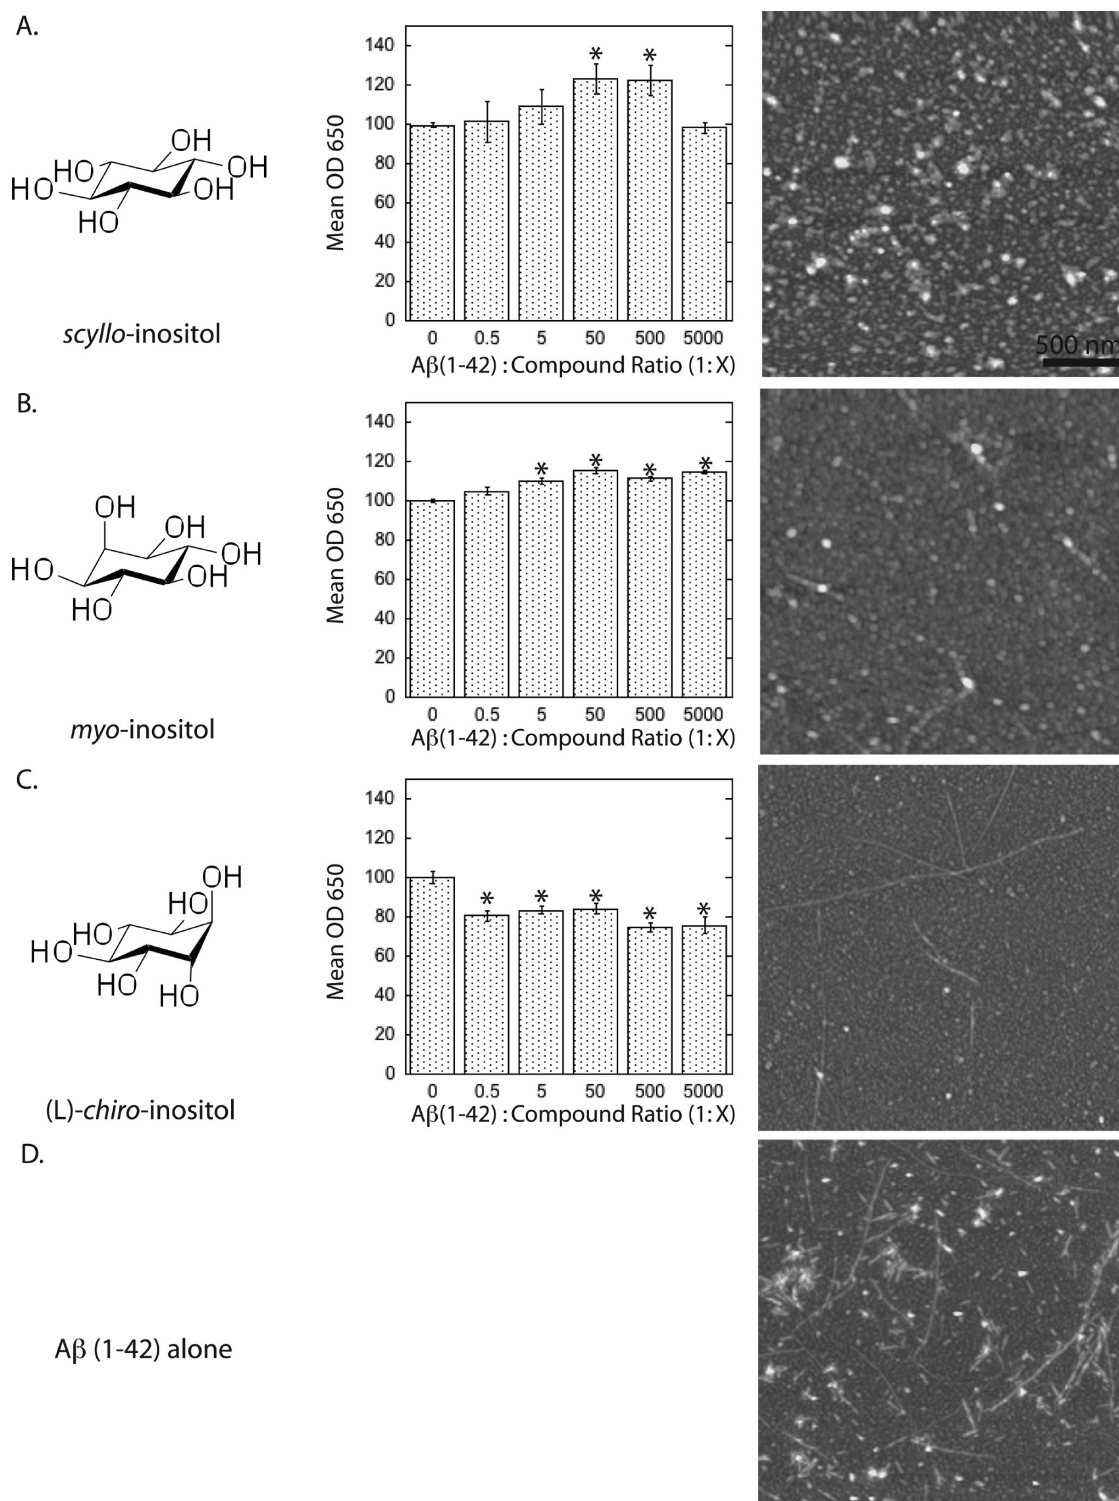 A.
OH
HO
OH
HO
OH
HO
scyllo-inositol
Mean OD 650
140
120
100
80
60
40
20
0
* *
0 0.5 5 50 500 5000
Aβ(1-42) : Compound Ratio (1: X)
500 nm
B.
OH
OH
OH
HO
OH
HO
myo-inositol
Mean OD 650
140
120
100
80
60
40
20
0
* * * *
0 0.5 5 50 500 5000
Aβ(1-42) : Compound Ratio (1: X)
C.
OH
HO
HO
HO
HO
HO
(L)-chiro-inositol
Mean OD 650
140
120
100
80
60
40
20
0
* * * * *
0 0.5 5 50 500 5000
Aβ(1-42) : Compound Ratio (1: X)
D.
Aβ (1-42) alone